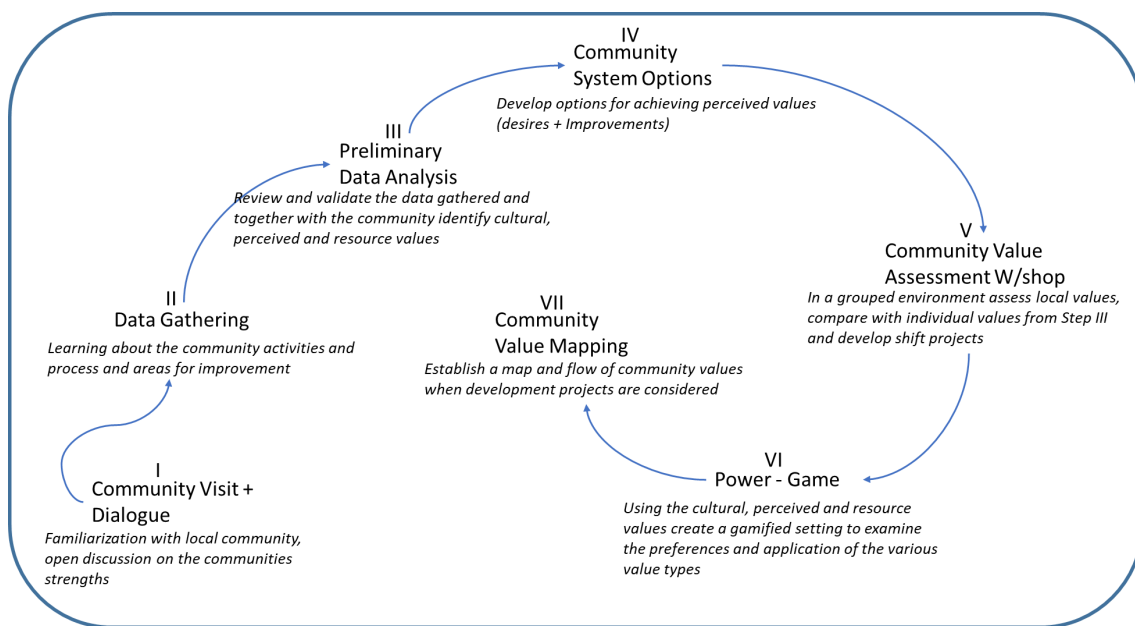 I
Community Visit +
Dialogue
Familiarization with local community,
open discussion on the communities
strengths
II
Data Gathering
Learning about the community activities and
process and areas for improvement
III
Preliminary
Data Analysis
Review and validate the data gathered and
together with the community identify cultural,
perceived and resource values
IV
Community
System Options
Develop options for achieving perceived values
(desires + Improvements)
V
Community Value
Assessment W/shop
In a grouped environment assess local values,
compare with individual values from Step III
and develop shift projects
VI
Power - Game
Using the cultural, perceived and resource
values create a gamified setting to examine
the preferences and application of the various
value types
VII
Community
Value Mapping
Establish a map and flow of community values
when development projects are considered